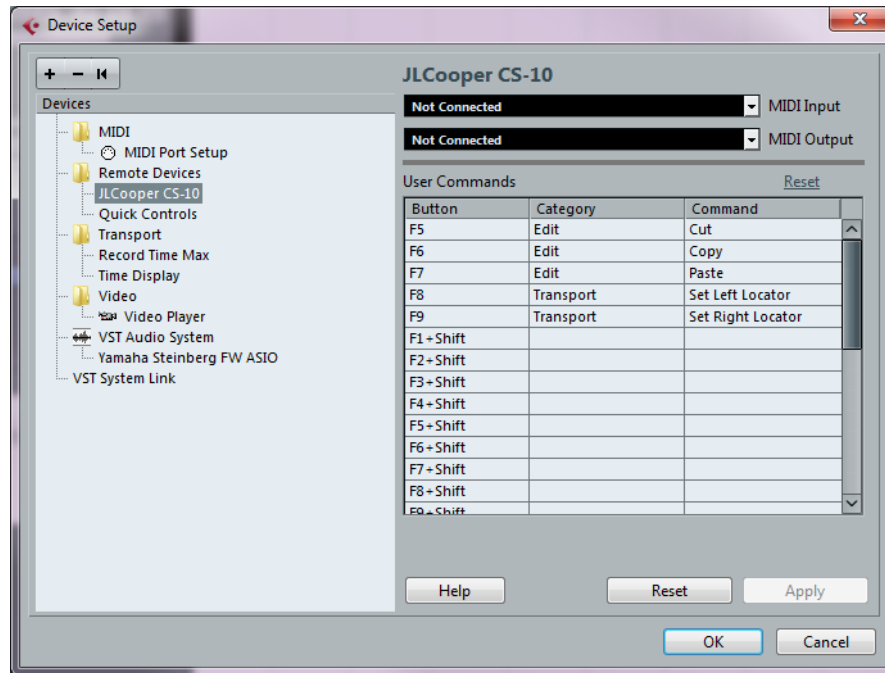 Device Setup
Devices
MIDI
MIDI Port Setup
Remote Devices
JLCooper CS-10
Quick Controls
Transport
Record Time Max
Time Display
Video
Video Player
VST Audio System
Yamaha Steinberg FW ASIO
VST System Link
JLCooper CS-10
Not Connected MIDI Input
Not Connected MIDI Output
User Commands Reset
Button Category Command
F5 Edit Cut
F6 Edit Copy
F7 Edit Paste
F8 Transport Set Left Locator
F9 Transport Set Right Locator
F1+Shift
F2+Shift
F3+Shift
F4+Shift
F5+Shift
F6+Shift
F7+Shift
F8+Shift
F9+Shift
Help Reset Apply
OK Cancel